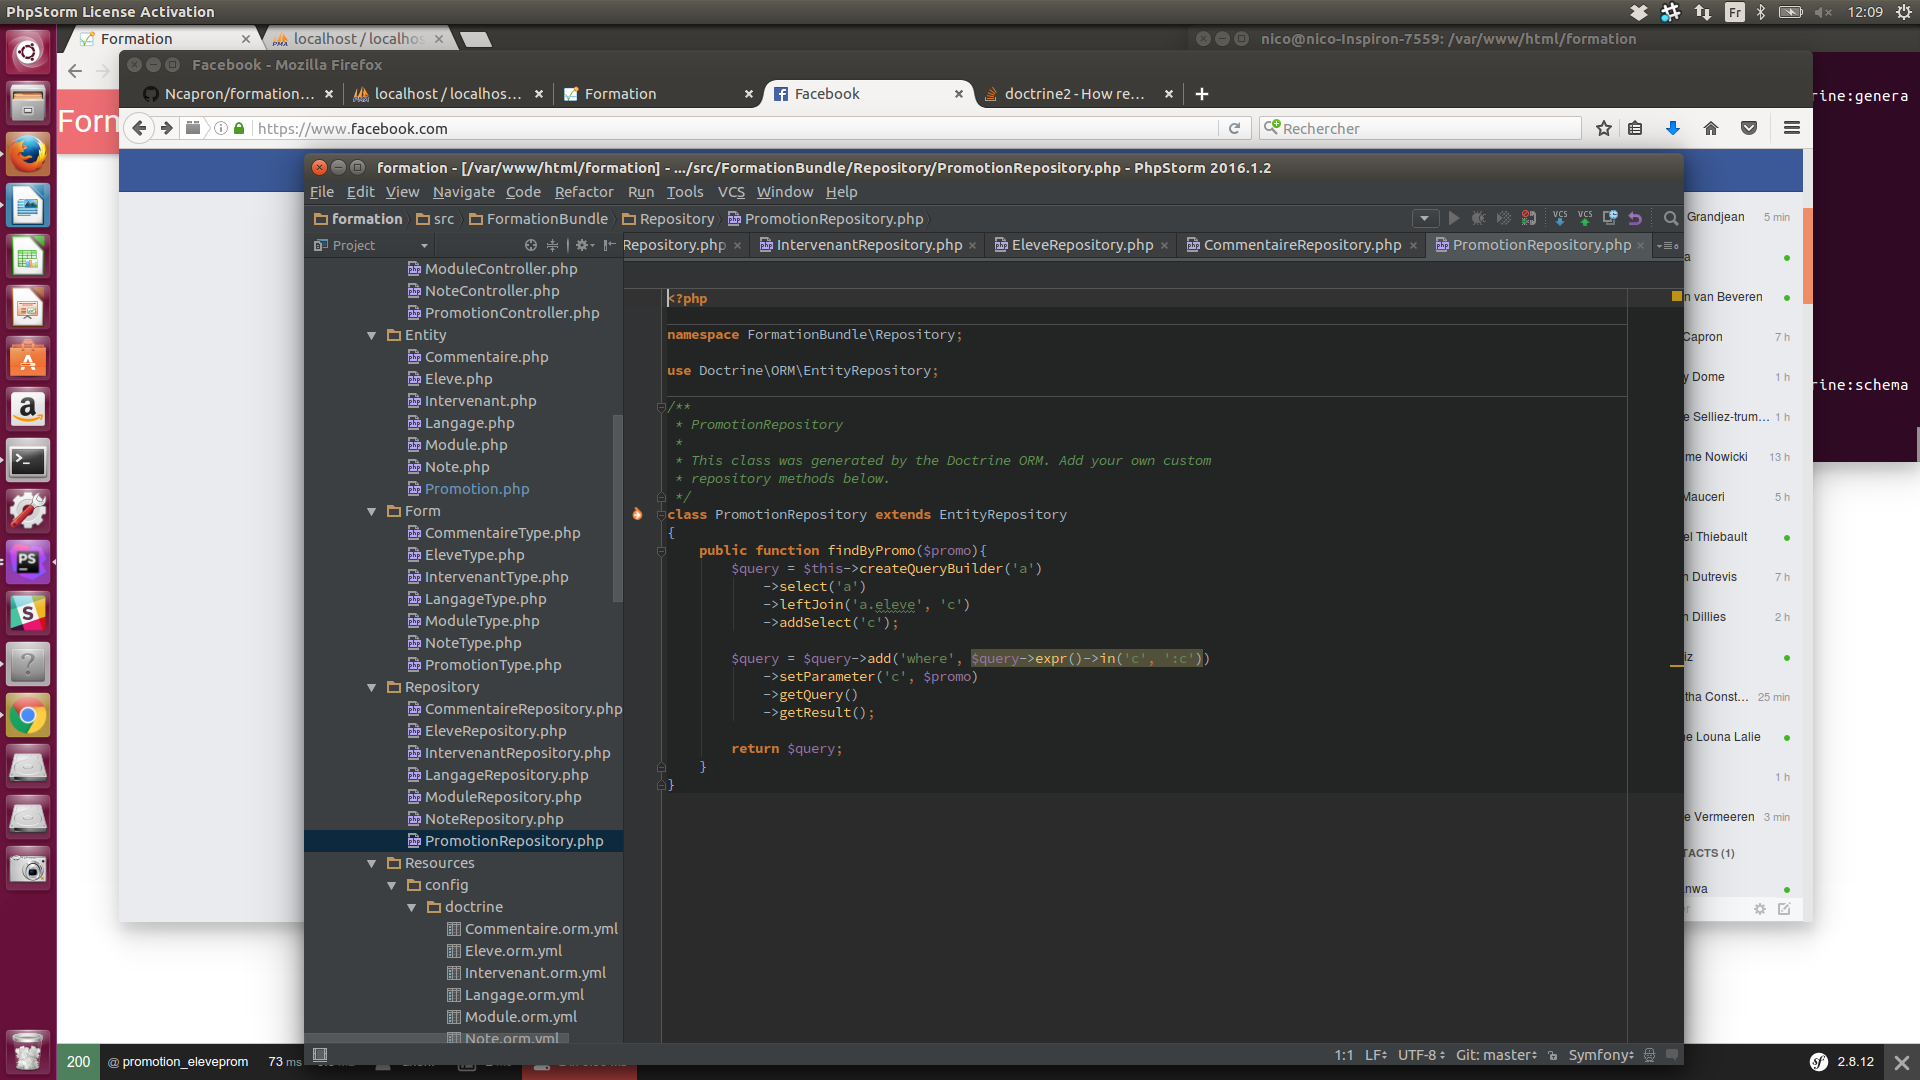 PhpStorm License Activation
Fr
12:09
Formation
localhost / localhos
nico@nico-Inspiron-7559: /var/www/html/formation
Facebook - Mozilla Firefox
Ncapron/formation...
localhost / localhos...
Formation
Facebook
doctrine2 - How re...
https://www.facebook.com
Rechercher
Form
rine:genera
rine:schema
formation - [/var/www/html/formation] - .../src/FormationBundle/Repository/PromotionRepository.php - PhpStorm 2016.1.2
File Edit View Navigate Code Refactor Run Tools VCS Window Help
formation src FormationBundle Repository PromotionRepository.php
VCS VCS
Project
Repository.php IntervenantRepository.php EleveRepository.php CommentaireRepository.php PromotionRepository.php
ModuleController.php
NoteController.php
PromotionController.php
Entity
Commentaire.php
Eleve.php
Intervenant.php
Langage.php
Module.php
Note.php
Promotion.php
Form
CommentaireType.php
EleveType.php
IntervenantType.php
LangageType.php
ModuleType.php
NoteType.php
PromotionType.php
Repository
CommentaireRepository.php
EleveRepository.php
IntervenantRepository.php
LangageRepository.php
ModuleRepository.php
NoteRepository.php
PromotionRepository.php
Resources
config
doctrine
Commentaire.orm.yml
Eleve.orm.yml
Intervenant.orm.yml
Langage.orm.yml
Module.orm.yml
Note.orm.yml
<?php
namespace FormationBundle\Repository;
use Doctrine\ORM\EntityRepository;
/**
* PromotionRepository
*
* This class was generated by the Doctrine ORM. Add your own custom
* repository methods below.
*/
class PromotionRepository extends EntityRepository
{
public function findByPromo($promo){
$query = $this->createQueryBuilder('a')
->select('a')
->leftJoin('a.eleve', 'c')
->addSelect('c');
$query = $query->add('where', $query->expr()->in('c', ':c'))
->setParameter('c', $promo)
->getQuery()
->getResult();
return $query;
}
}
Grandjean 5 min
a
n van Beveren
Capron 7 h
y Dome 1 h
e Selliez-trum... 1 h
me Nowicki 13 h
Mauceri 5 h
el Thiebault
n Dutrevis 7 h
n Dillies 2 h
iz
tha Const... 25 min
ne Louna Lalie
1 h
e Vermeeren 3 min
TACTS (1)
anwa
1:1 LF UTF-8 Git: master Symfony
200 @ promotion_eleveprom 73 ms
2.8.12